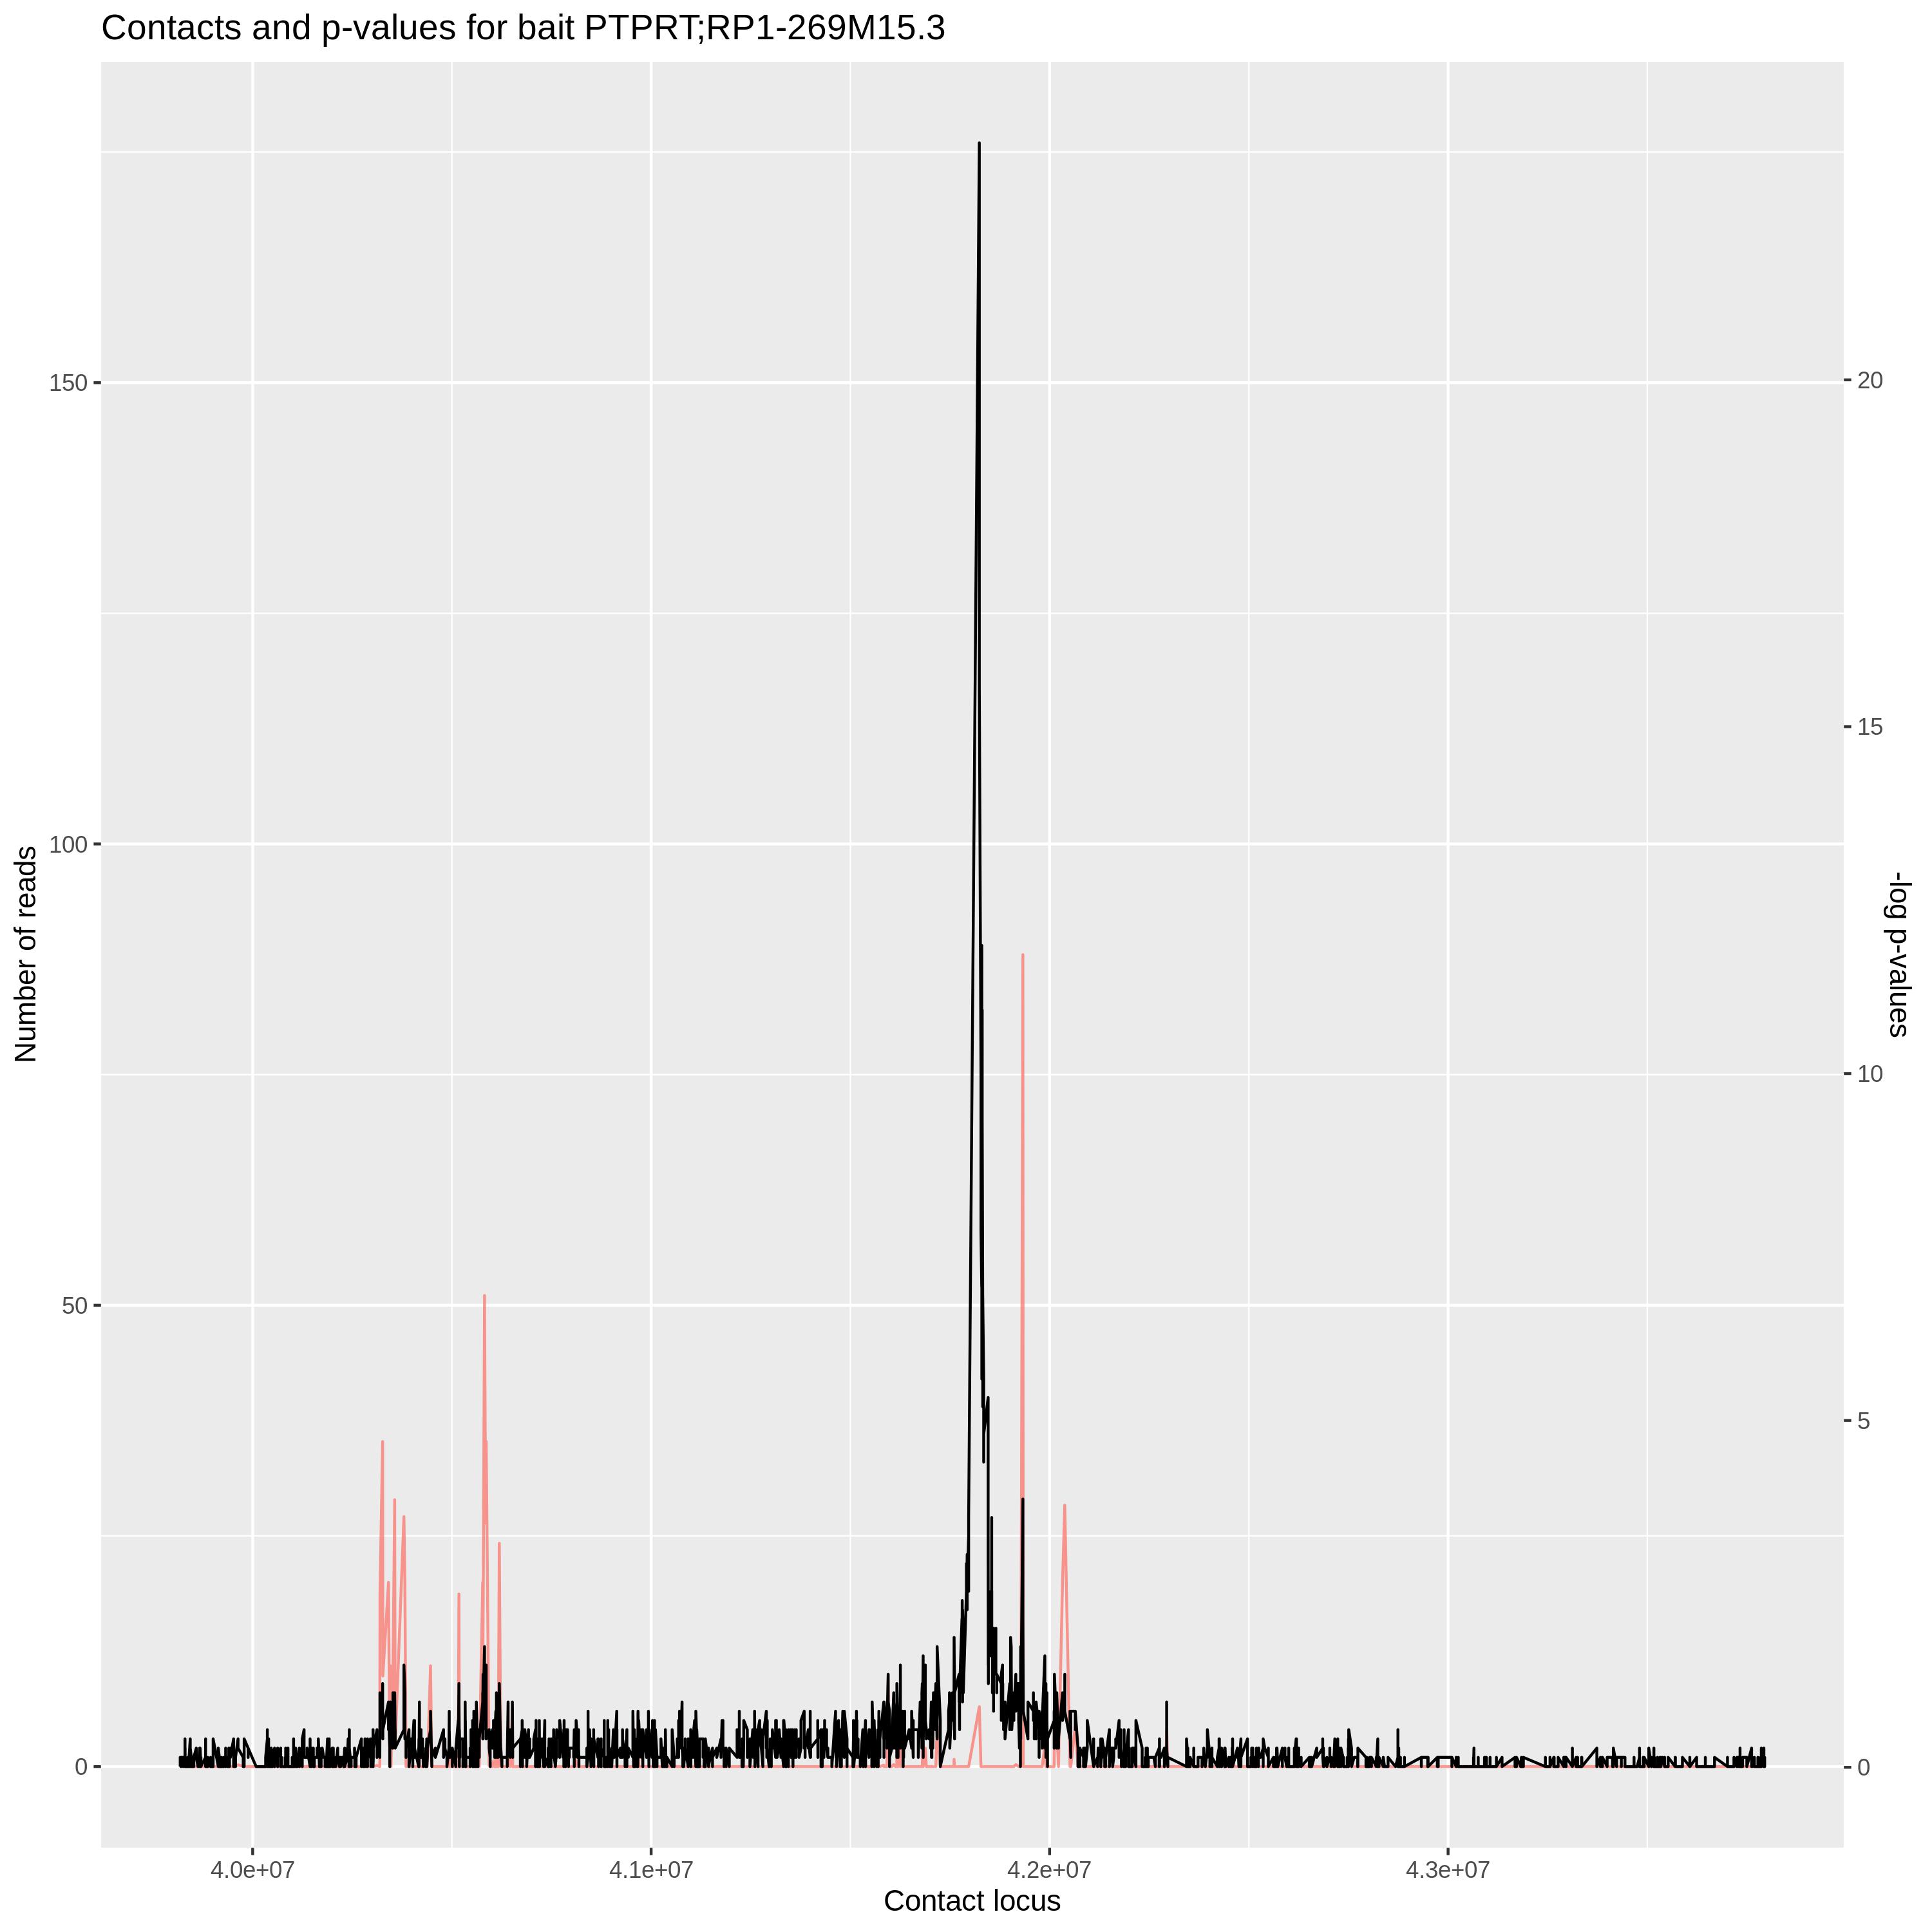 Contacts and p-values for bait PTPRT;RP1-269M15.3
150
100
50
0
Number of reads
20
15
10
5
0
-log p-values
4.0e+07
4.1e+07
4.2e+07
4.3e+07
Contact locus